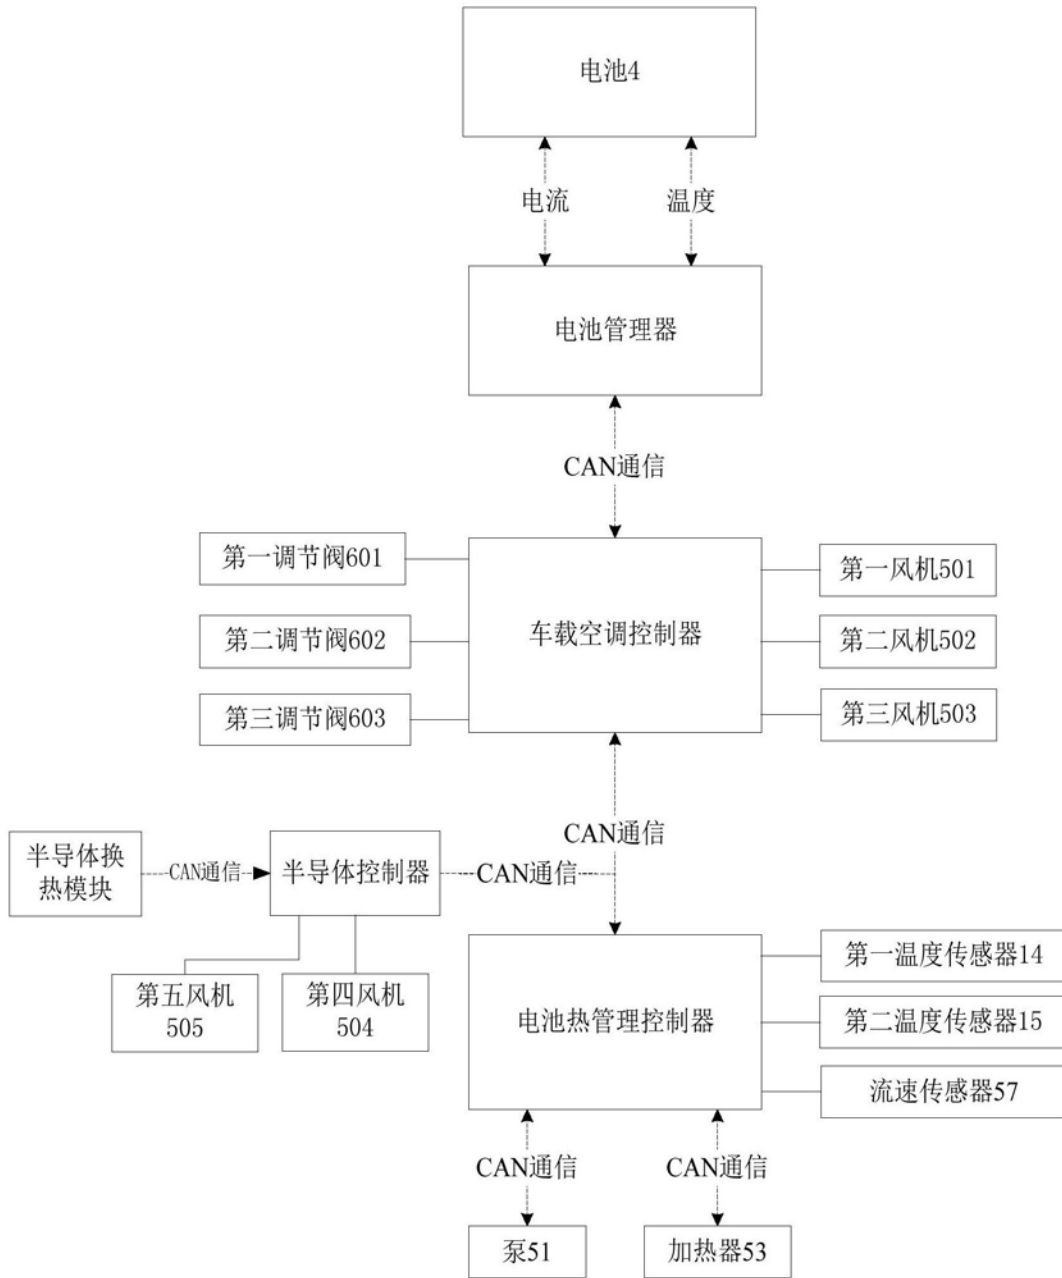 电池4
电流
温度
电池管理器
CAN通信
第一调节阀601
第一风机501
第二调节阀602
车载空调控制器
第二风机502
第三调节阀603
第三风机503
CAN通信
半导体换
热模块
CAN通信
半导体控制器
CAN通信
第五风机
505
第四风机
504
电池热管理控制器
第一温度传感器14
第二温度传感器15
流速传感器57
CAN通信
CAN通信
泵51
加热器53